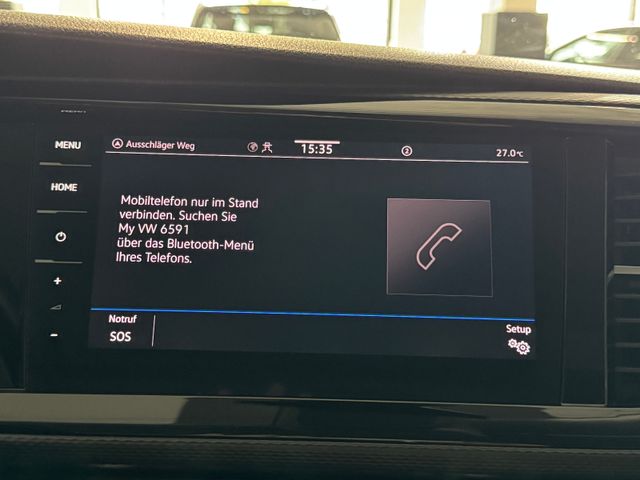 MENU
HOME
+
-
Ausschläger Weg
15:35
2
27.0°C
Mobiltelefon nur im Stand
verbinden. Suchen Sie
My VW 6591
über das Bluetooth-Menü
Ihres Telefons.
Notruf
SOS
Setup